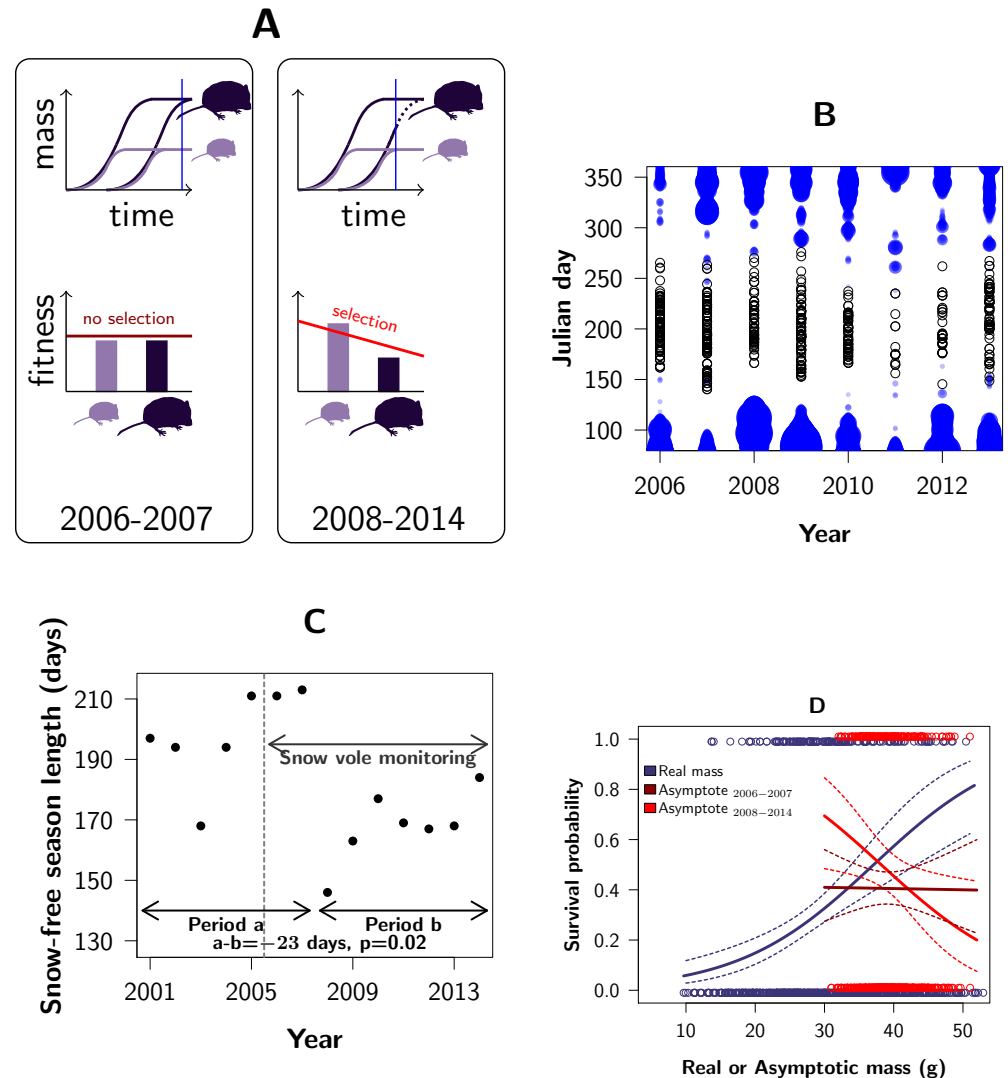 A
mass
time
mass
time
fitness
no selection
selection
2006-2007
2008-2014
B
Julian day
350
300
250
200
150
100
2006
2008
2010
2012
Year
C
Snow-free season length (days)
210
190
170
150
130
Snow vole monitoring
Period a
Period b
a-b=−23 days, p=0.02
2001
2005
2009
2013
Year
D
Survival probability
1.0
0.8
0.6
0.4
0.2
0.0
Real mass
Asymptote 2006−2007
Asymptote 2008−2014
10
20
30
40
50
Real or Asymptotic mass (g)